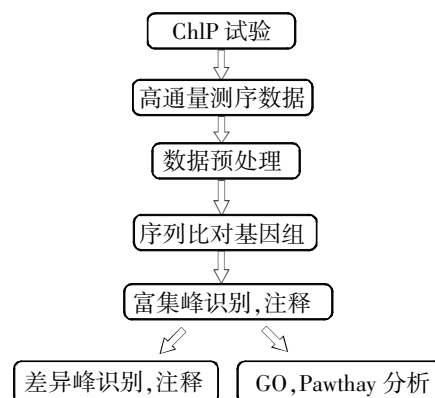 ChIP 试验
高通量测序数据
数据预处理
序列比对基因组
富集峰识别,注释
差异峰识别,注释
GO,Pawthay 分析